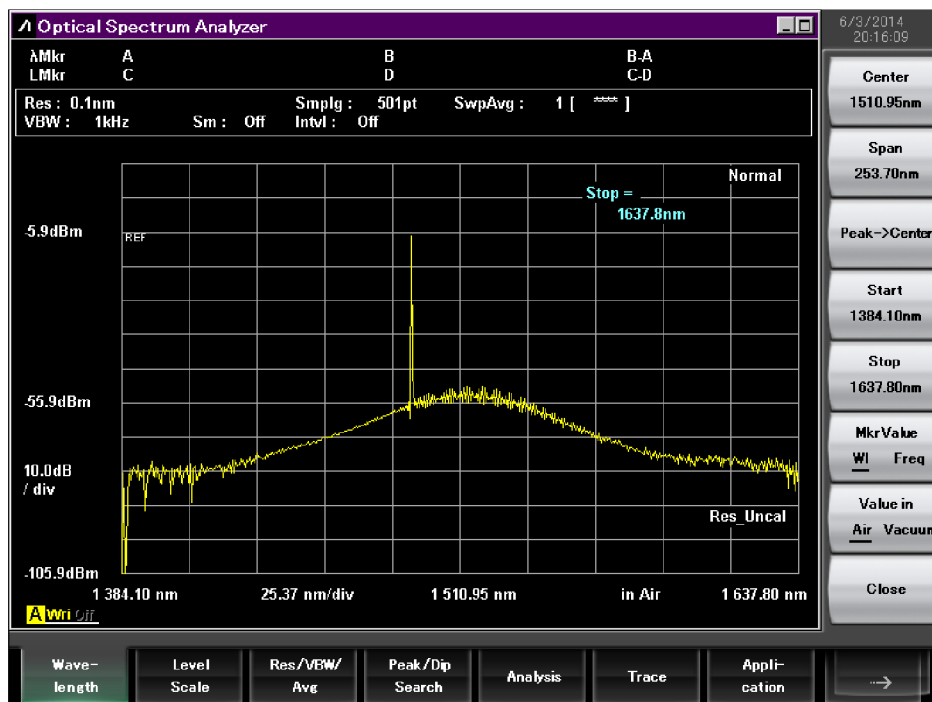 Optical Spectrum Analyzer
6/3/2014
20:16:09
λMkr A B B-A
LMkr C D C-D
Res : 0.1nm Smplg : 501pt SwpAvg : 1 [ **** ]
VBW : 1kHz Sm : Off Intvl : Off
Normal
Stop =
1637.8nm
-5.9dBm
REF
-55.9dBm
10.0dB
/ div
Res_Uncal
-105.9dBm
1 384.10 nm 25.37 nm/div 1 510.95 nm in Air 1 637.80 nm
A Wri Off
Center
1510.95nm
Span
253.70nm
Peak->Center
Start
1384.10nm
Stop
1637.80nm
MkrValue
Wl Freq
Value in
Air Vacuum
Close
Wave-
length
Level
Scale
Res/VBW/
Avg
Peak/Dip
Search
Analysis
Trace
Appli-
cation
→